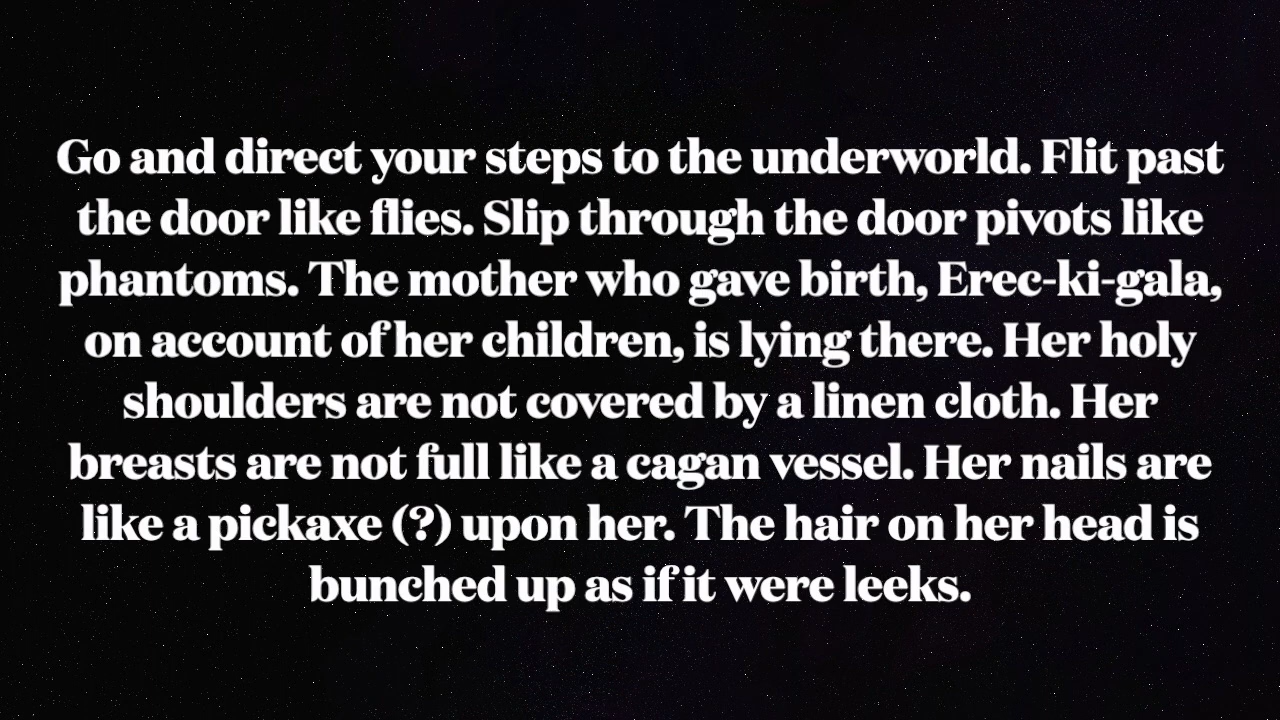 Go and direct your steps to the underworld. Flit past
the door like flies. Slip through the door pivots like
phantoms. The mother who gave birth, Erec-ki-gala,
on account of her children, is lying there. Her holy
shoulders are not covered by a linen cloth. Her
breasts are not full like a cagan vessel. Her nails are
like a pickaxe (?) upon her. The hair on her head is
bunched up as if it were leeks.